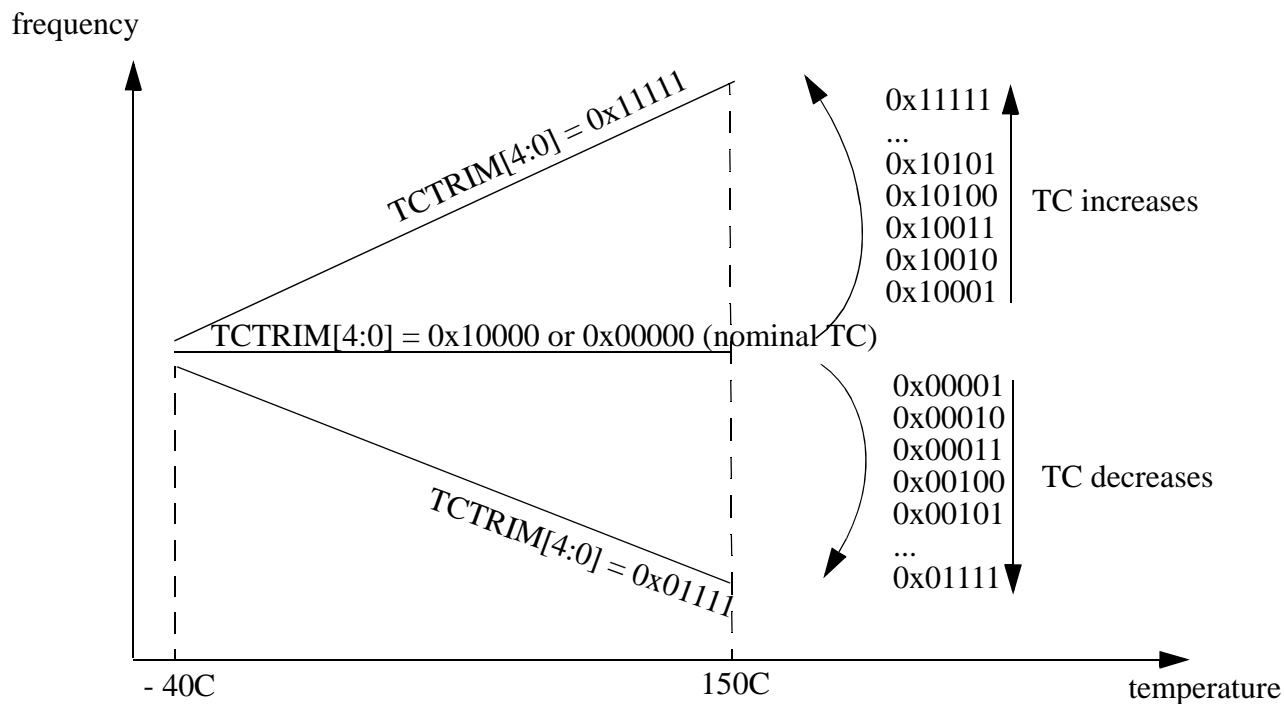 frequency
TCTRIM[4:0] = 0x11111
0x11111
...
0x10101
0x10100
0x10011
0x10010
0x10001
TC increases
TCTRIM[4:0] = 0x10000 or 0x00000 (nominal TC)
0x00001
0x00010
0x00011
0x00100
0x00101
...
0x01111
TC decreases
TCTRIM[4:0] = 0x01111
- 40C
150C
temperature